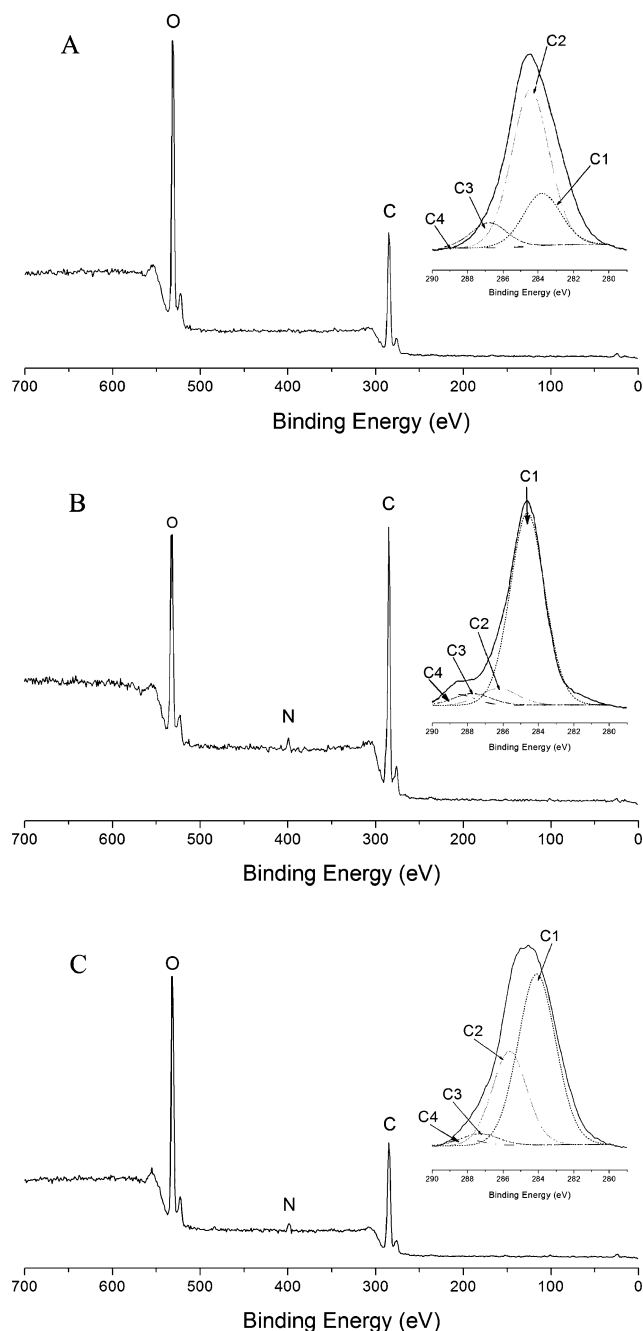 A
O
C
C2
C1
C3
C4
290 288 286 284 282 280
Binding Energy (eV)
700 600 500 400 300 200 100 0
Binding Energy (eV)
B
O
N
C
C1
C2
C3
C4
290 288 286 284 282 280
Binding Energy (eV)
700 600 500 400 300 200 100 0
Binding Energy (eV)
C
O
N
C
C1
C2
C3
C4
290 288 286 284 282 280
Binding Energy (eV)
700 600 500 400 300 200 100 0
Binding Energy (eV)